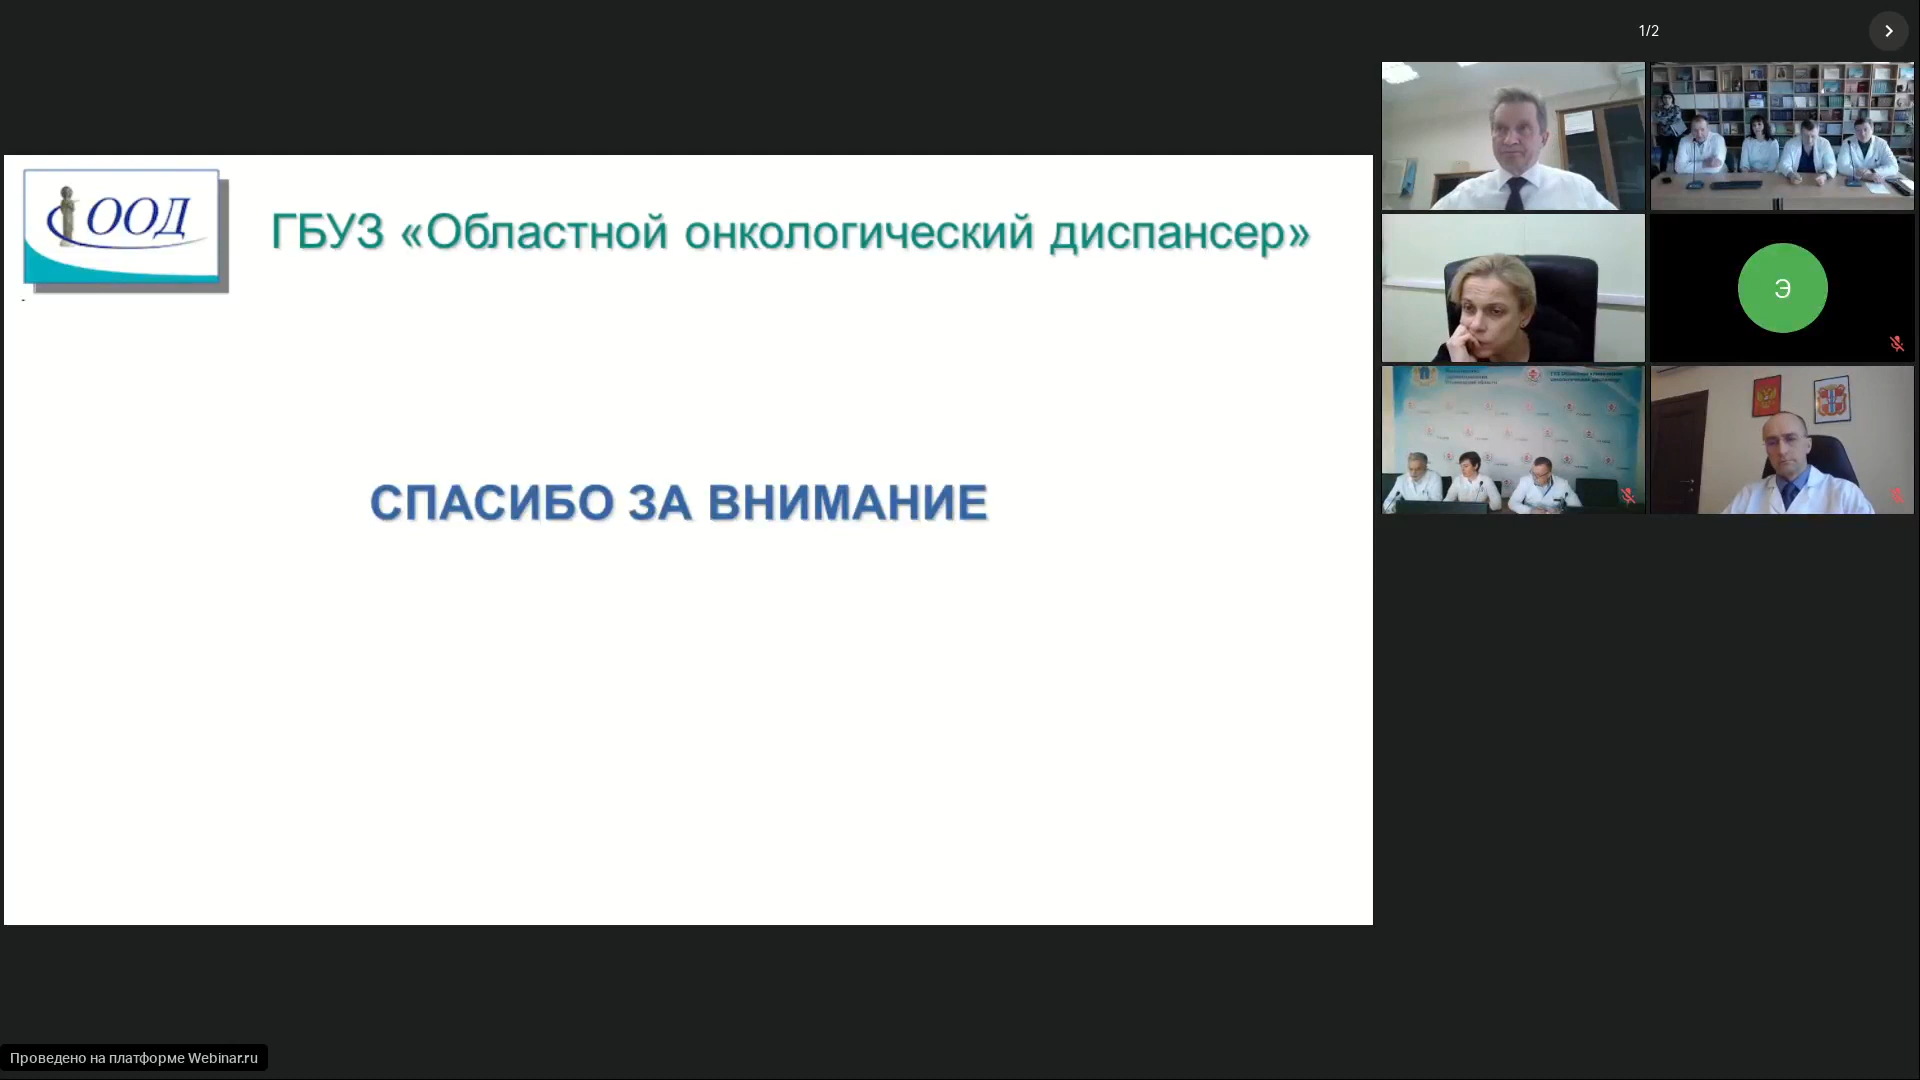 1/2
ООД
ГБУЗ «Областной онкологический диспансер»
СПАСИБО ЗА ВНИМАНИЕ
Э
Проведено на платформе Webinar.ru